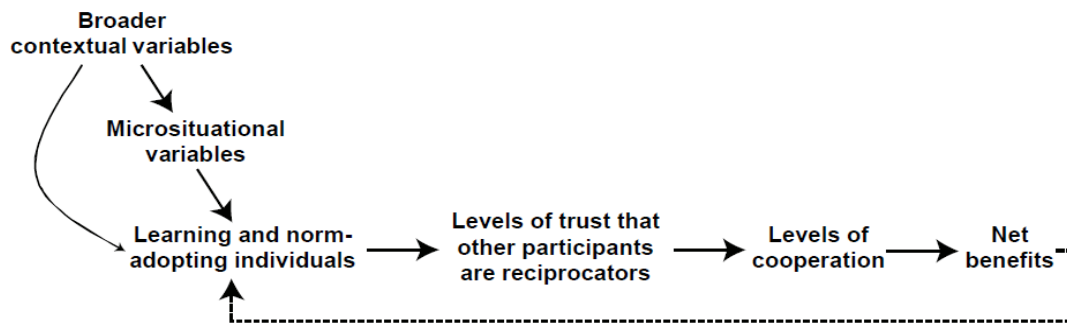 Broader
contextual variables
Microsituational
variables
Learning and norm-
adopting individuals
Levels of trust that
other participants
are reciprocators
Levels of
cooperation
Net
benefits